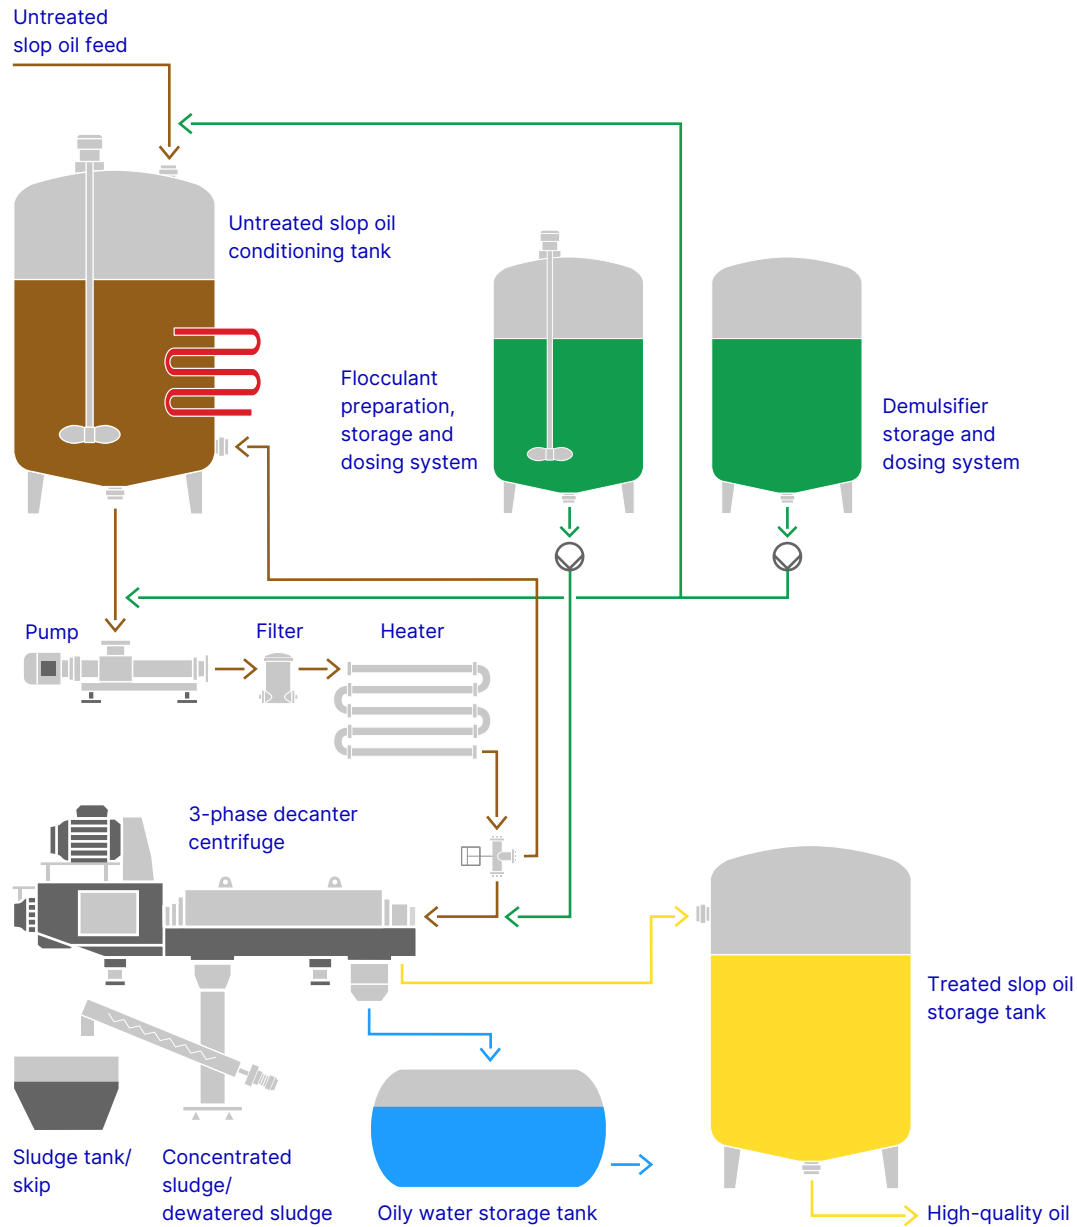 Untreated
slop oil feed
Untreated slop oil
conditioning tank
Flocculant
preparation,
storage and
dosing system
Demulsifier
storage and
dosing system
Pump
Filter
Heater
3-phase decanter
centrifuge
Treated slop oil
storage tank
Sludge tank/
skip
Concentrated
sludge/
dewatered sludge
Oily water storage tank
High-quality oil